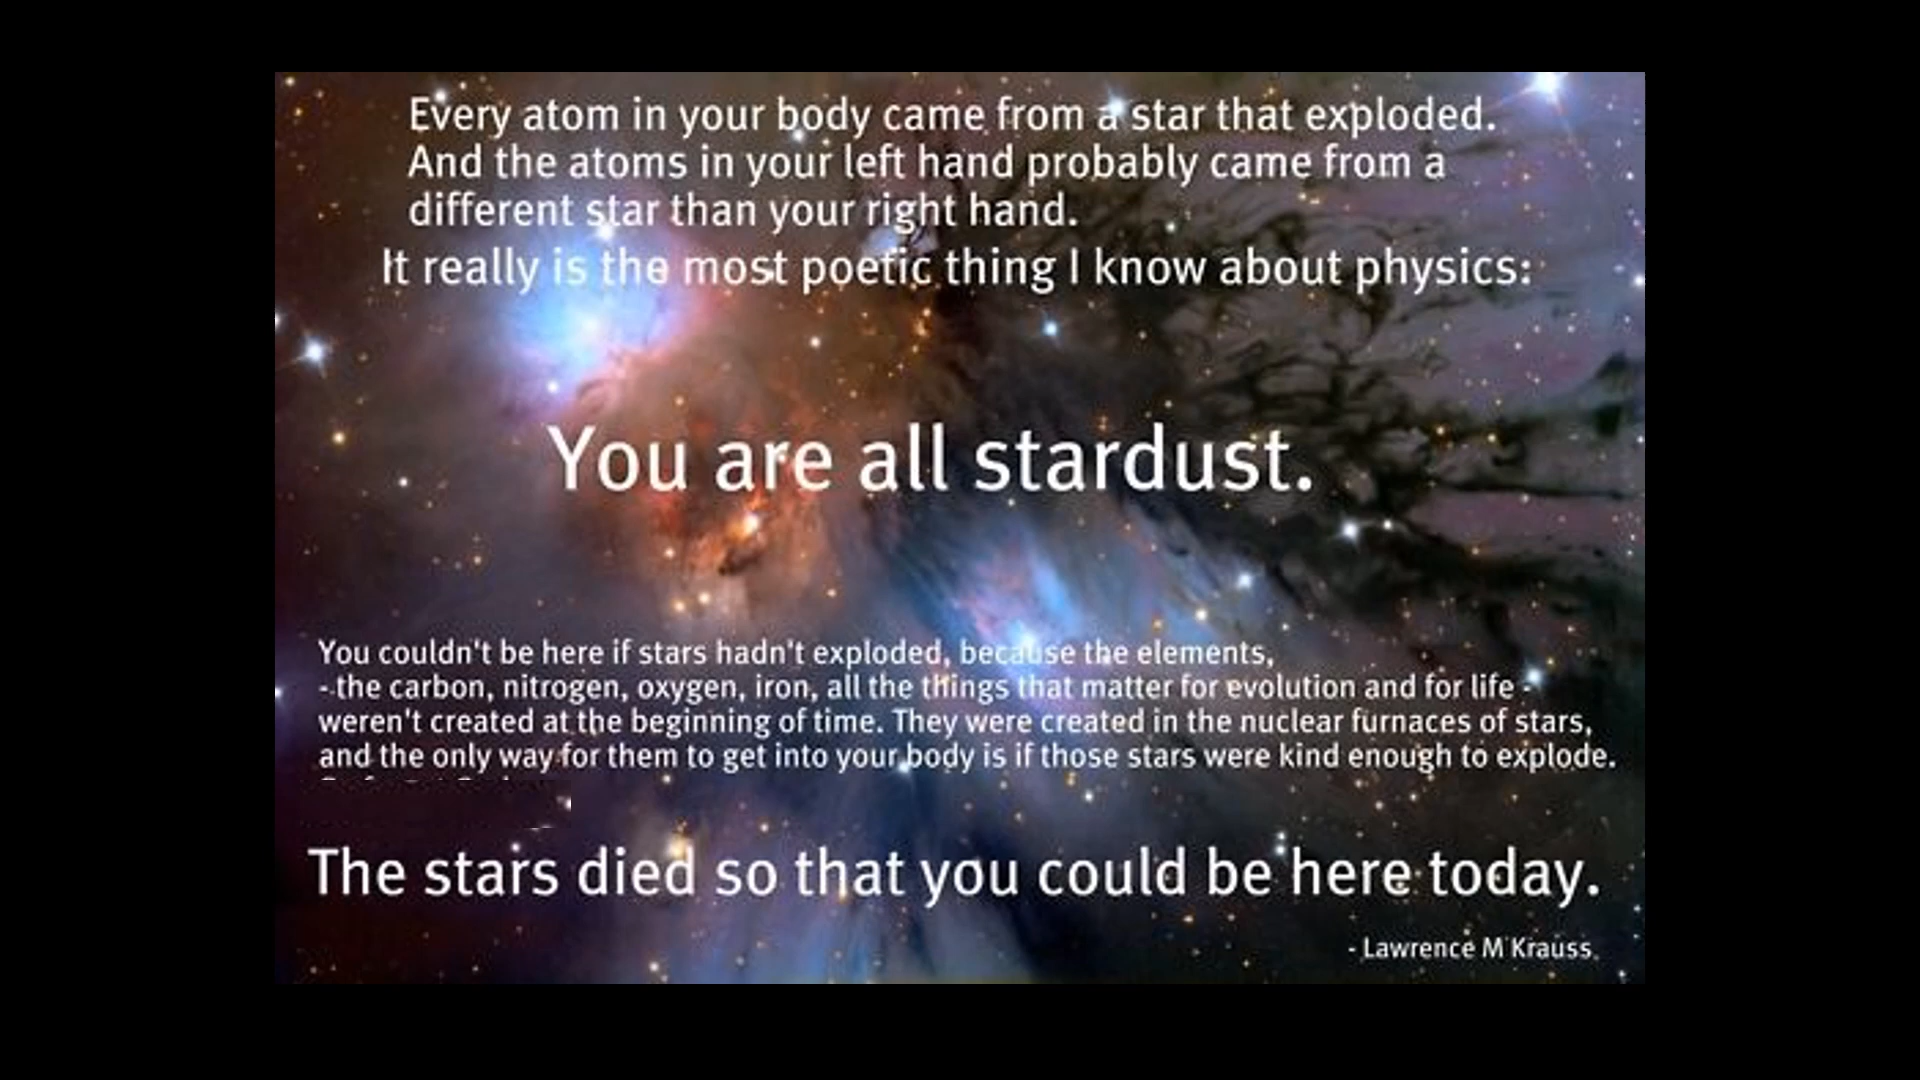 Every atom in your body came from a star that exploded.
And the atoms in your left hand probably came from a
different star than your right hand.
It really is the most poetic thing I know about physics:
You are all stardust.
You couldn't be here if stars hadn't exploded, because the elements,
- the carbon, nitrogen, oxygen, iron, all the things that matter for evolution and for life -
weren't created at the beginning of time. They were created in the nuclear furnaces of stars,
and the only way for them to get into your body is if those stars were kind enough to explode.
The stars died so that you could be here today.
- Lawrence M Krauss.